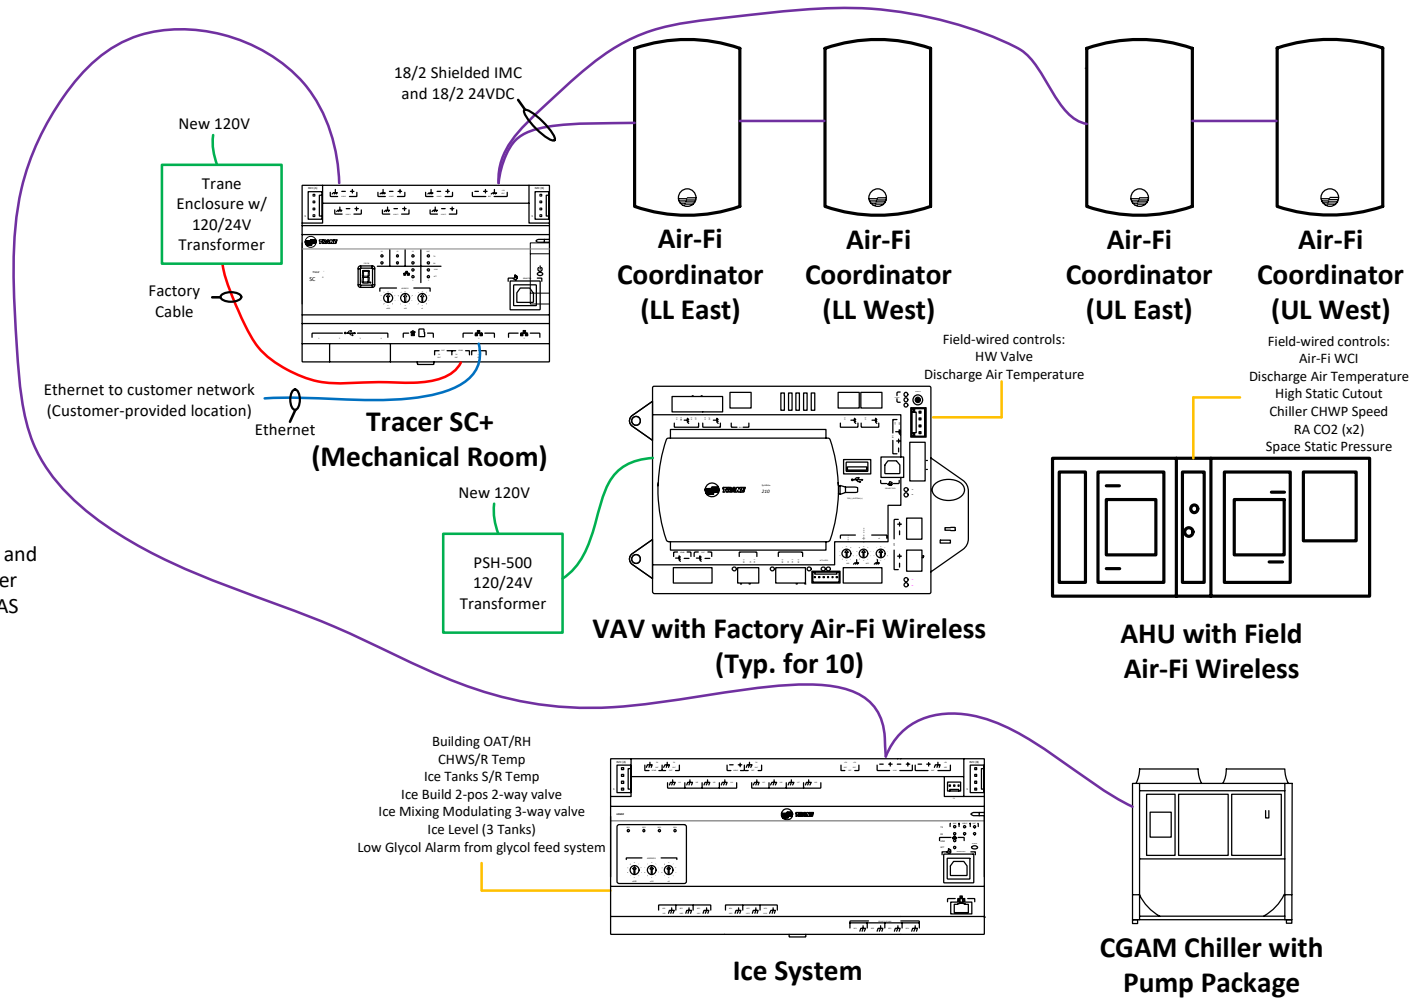 18/2 Shielded IMC
and 18/2 24VDC
New 120V
Trane
Enclosure w/
120/24V
Transformer
Factory
Cable
Ethernet to customer network
(Customer-provided location)
Ethernet
SC
Tracer SC+
(Mechanical Room)
Air-Fi
Coordinator
(LL East)
Air-Fi
Coordinator
(LL West)
Air-Fi
Coordinator
(UL East)
Air-Fi
Coordinator
(UL West)
Field-wired controls:
HW Valve
Discharge Air Temperature
Field-wired controls:
Air-Fi WCI
Discharge Air Temperature
High Static Cutout
Chiller CHWP Speed
RA CO2 (x2)
Space Static Pressure
New 120V
PSH-500
120/24V
Transformer
and
er
AS
210
VAV with Factory Air-Fi Wireless
(Typ. for 10)
AHU with Field
Air-Fi Wireless
Building OAT/RH
CHWS/R Temp
Ice Tanks S/R Temp
Ice Build 2-pos 2-way valve
Ice Mixing Modulating 3-way valve
Ice Level (3 Tanks)
Low Glycol Alarm from glycol feed system
Ice System
CGAM Chiller with
Pump Package